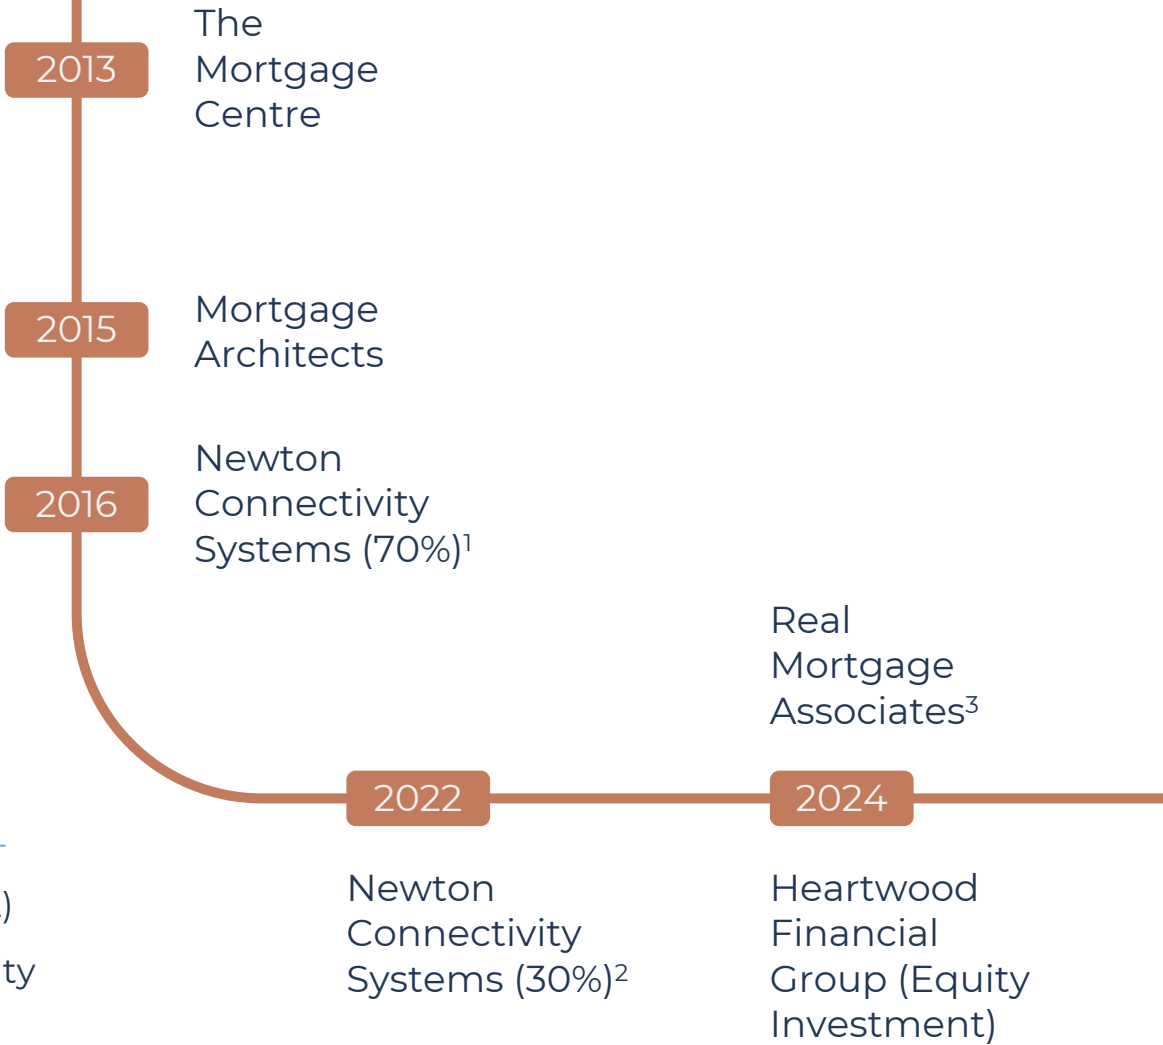 The
2013
Mortgage
Centre
2015
Mortgage
Architects
2016
Newton
Connectivity
Systems (70%)¹
Real
Mortgage
Associates³
2022
2024
Newton
Connectivity
Systems (30%)²
Heartwood
Financial
Group (Equity
Investment)
)
ty